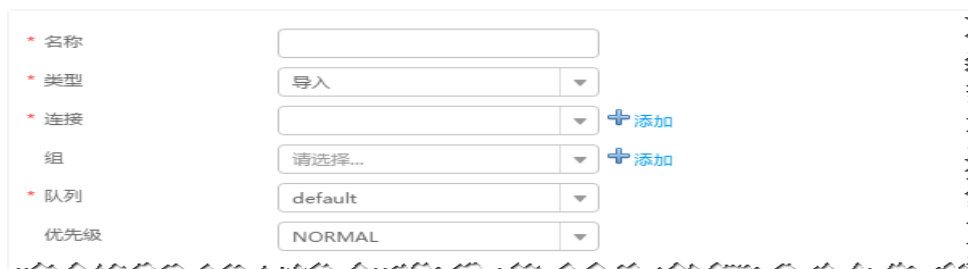 * 名称
* 类型 导入
* 连接 添加
组 请选择... 添加
* 队列 default
优先级 NORMAL